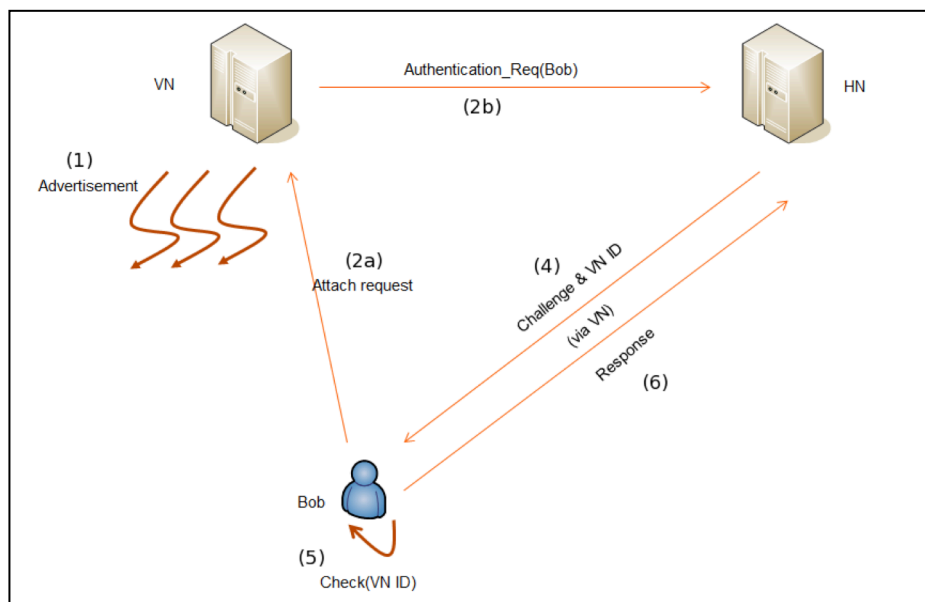 VN
Authentication_Req(Bob)
(2b)
HN
(1)
Advertisement
(2a)
Attach request
(4)
Challenge & VN ID
(via VN)
Response
(6)
Bob
(5)
Check(VN ID)